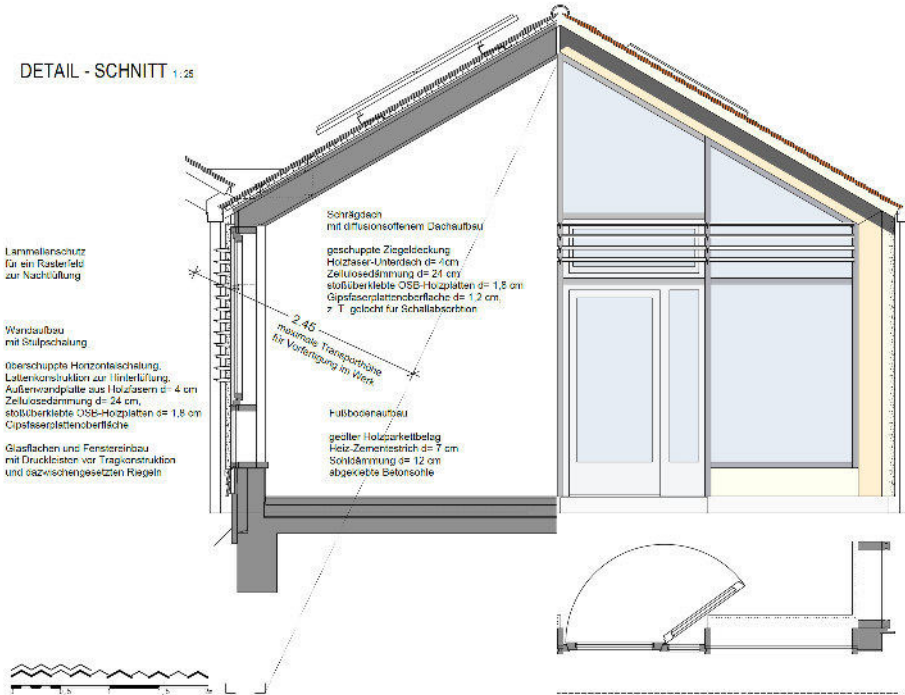 DETAIL - SCHNITT 1:25
Schrägdach
mit diffusionsoffenem Dachaufbau
geschuppte Ziegeldeckung
Holzfaser-Unterdach d= 4cm
Zellulosedämmung d= 24 cm
stoßüberklebte OSB-Holzplatten d= 1,8 cm
Gipsfaserplattenoberfläche d= 1,2 cm,
z. T. gelocht für Schallabsorbtion
Lammellenschutz
für ein Rasterfeld
zur Nachtlüftung
2.45
maximale Transporthöhe
für Vorfertigung im Werk
Wandaufbau
mit Stulpschalung
überschuppte Horizontalschalung,
Lattenkonstruktion zur Hinterlüftung,
Außenwandplatte aus Holzfasern d= 4 cm
Zellulosedämmung d= 24 cm,
stoßüberklebte OSB-Holzplatten d= 1,8 cm
Gipsfaserplattenoberfläche
Glasflächen und Fenstereinbau
mit Druckleisten vor Tragkonstruktion
und dazwischengesetzten Riegeln
Fußbodenaufbau
geölter Holzparkettbelag
Heiz-Zementestrich d= 7 cm
Sohldämmung d= 12 cm
abgeklebte Betonsohle